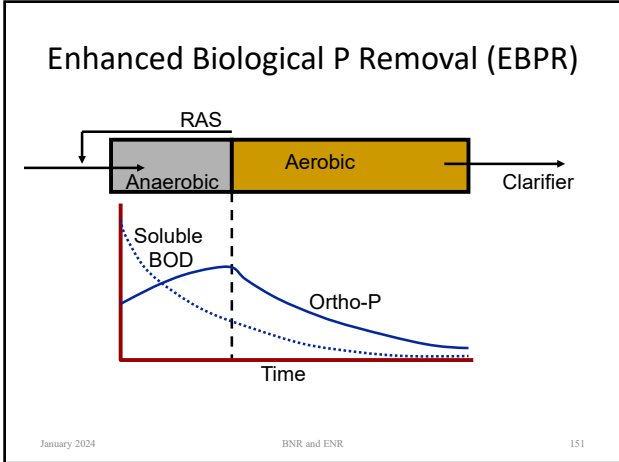 Enhanced Biological P Removal (EBPR)
RAS
Anaerobic
Aerobic
Clarifier
Soluble
BOD
Ortho-P
Time
January 2024
BNR and ENR
151